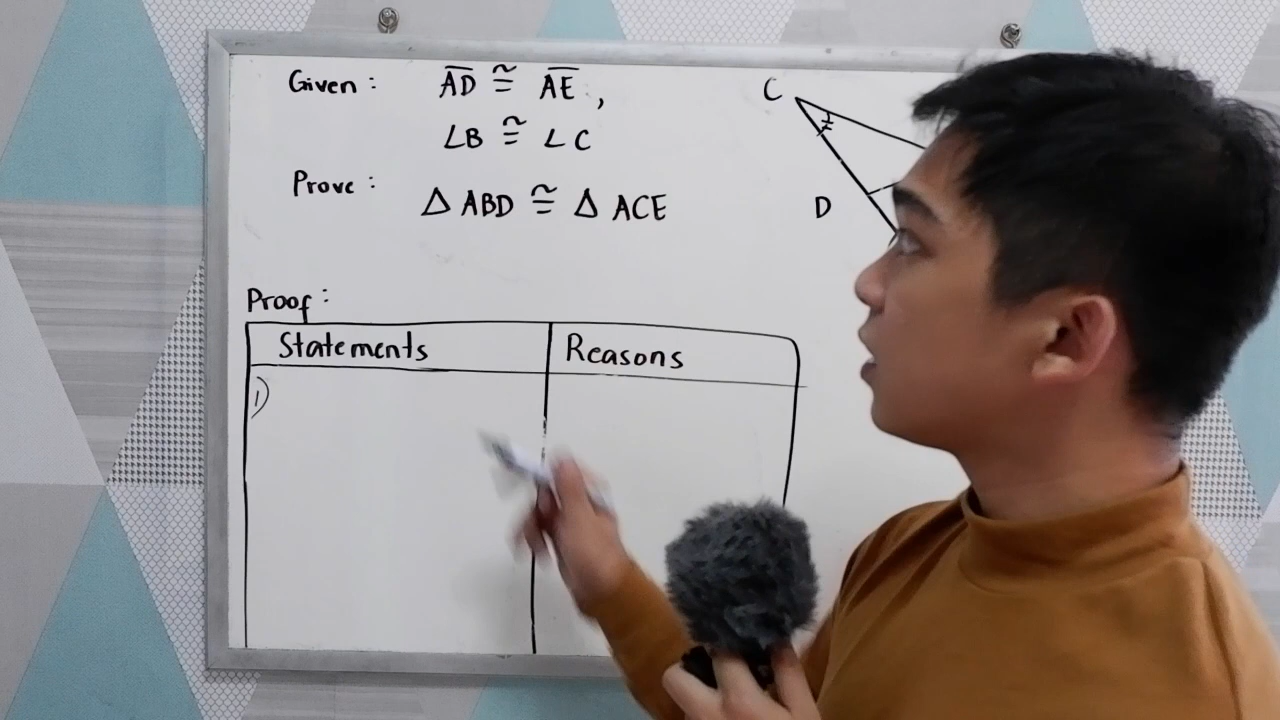 Given : AD ≅ AE ,
∠B ≅ ∠C
Prove :
△ ABD ≅ △ ACE
C
D
Proof :
Statements Reasons
1)